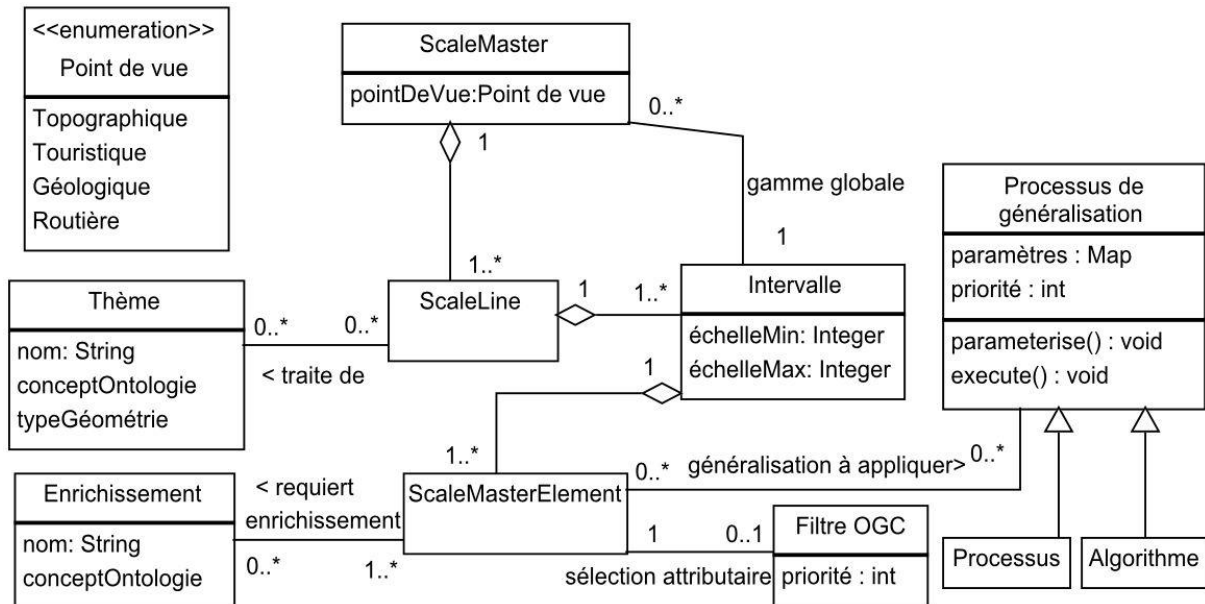 <<enumeration>>
Point de vue
Topographique
Touristique
Géologique
Routière
ScaleMaster
pointDeVue:Point de vue
0..*
1
gamme globale
1
1..*
Processus de
généralisation
paramètres : Map
priorité : int
parameterise() : void
execute() : void
Thème
nom: String
conceptOntologie
typeGéométrie
0..*
0..*
< traite de
ScaleLine
1
1..*
Intervalle
échelleMin: Integer
échelleMax: Integer
1
1..*
Enrichissement
nom: String
conceptOntologie
< requiert
enrichissement
0..*
1..*
ScaleMasterElement
0..*
généralisation à appliquer>
0..*
1
0..1
sélection attributaire
Filtre OGC
priorité : int
Processus
Algorithme